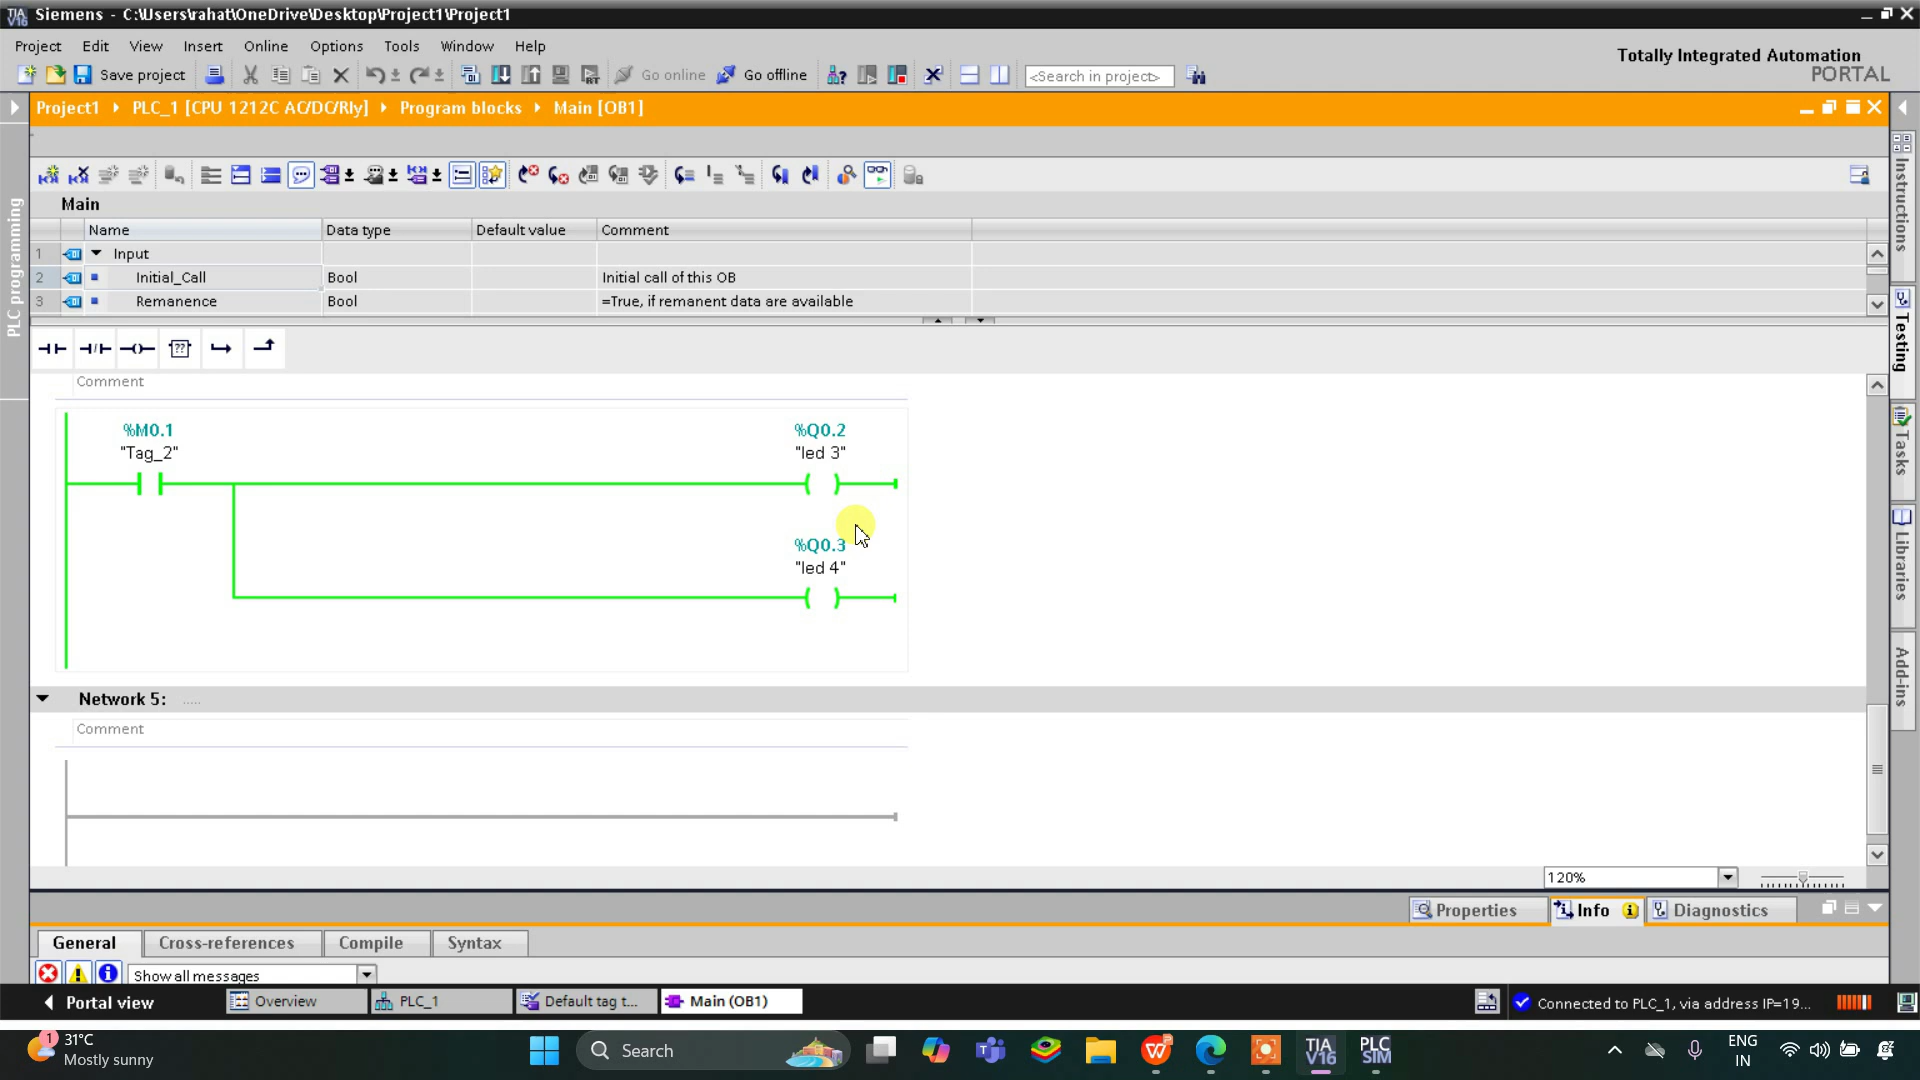 Siemens - C:\Users\rahat\OneDrive\Desktop\Project1\Project1
Project Edit View Insert Online Options Tools Window Help
Totally Integrated Automation
PORTAL
Save project
Go online
Go offline
<Search in project>
Project1 PLC_1 [CPU 1212C AC/DC/Rly] Program blocks Main [OB1]
Main
Name Data type Default value Comment
1 Input
2 Initial_Call Bool Initial call of this OB
3 Remanence Bool =True, if remanent data are available
Comment
%M0.1
"Tag_2"
%Q0.2
"led 3"
%Q0.3
"led 4"
Network 5: .....
Comment
120%
Properties Info Diagnostics
General Cross-references Compile Syntax
Show all messages
Portal view Overview PLC_1 Default tag t... Main (OB1)
Connected to PLC_1, via address IP=19...
PLC programming
Instructions
Testing
Tasks
Libraries
Add-ins
1
31°C
Mostly sunny
Search
TIA
V16
PLC
SIM
ENG
IN